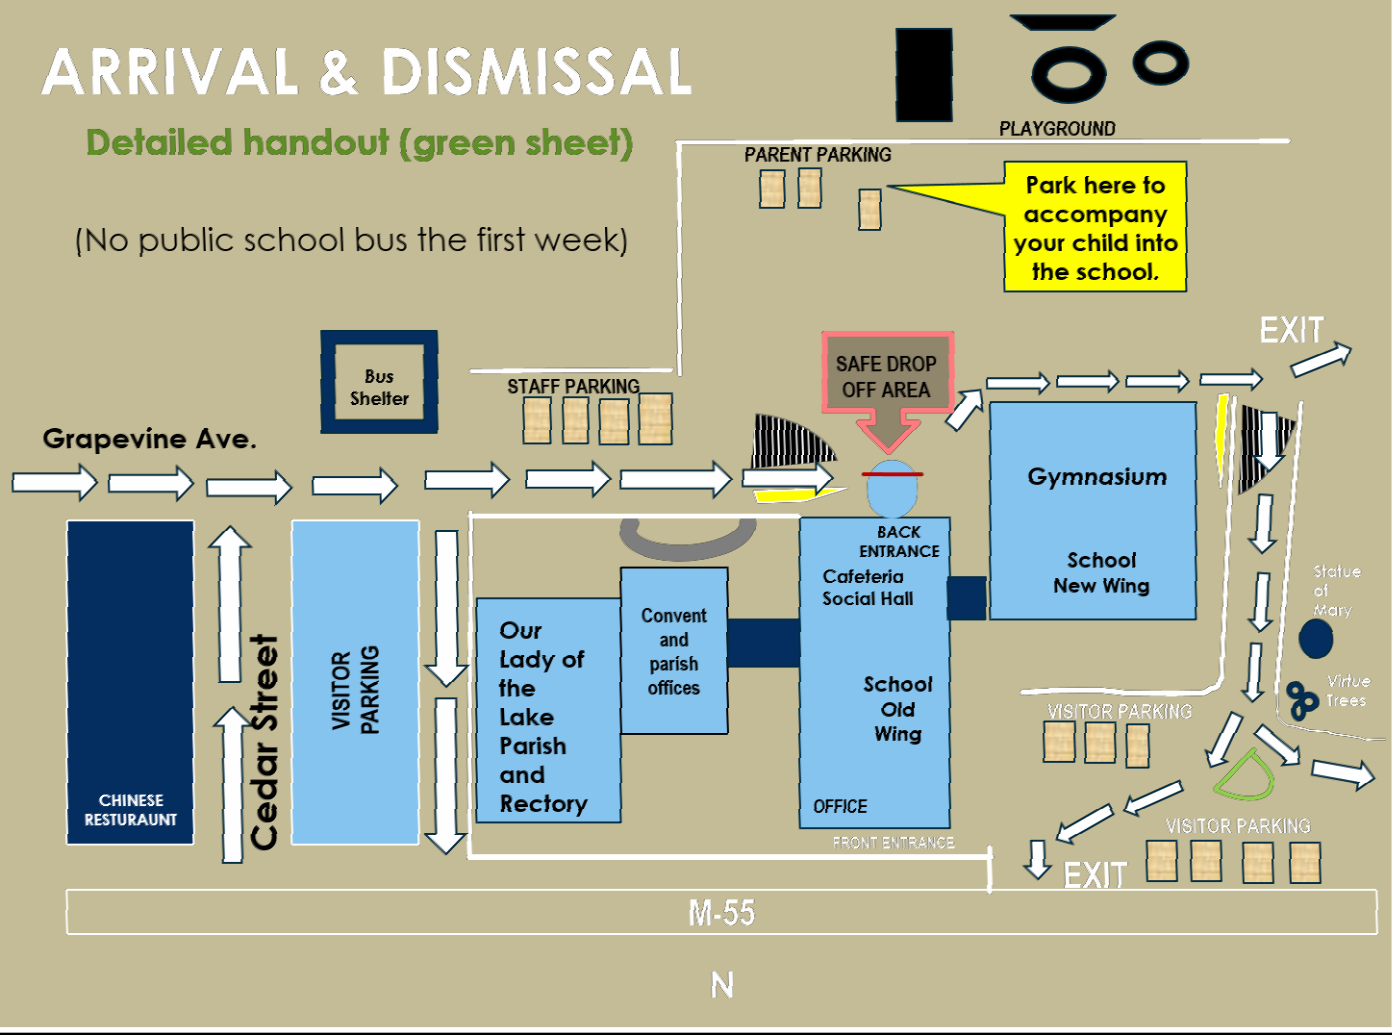 ARRIVAL & DISMISSAL
Detailed handout (green sheet)
(No public school bus the first week)
PLAYGROUND
PARENT PARKING
Park here to
accompany
your child into
the school.
EXIT
SAFE DROP
OFF AREA
Bus
Shelter
STAFF PARKING
Grapevine Ave.
Gymnasium
School
New Wing
BACK
ENTRANCE
Cafeteria
Social Hall
School
Old
Wing
OFFICE
FRONT ENTRANCE
Convent
and
parish
offices
Our
Lady of
the
Lake
Parish
and
Rectory
VISITOR
PARKING
Cedar Street
CHINESE
RESTURAUNT
Statue
of
Mary
Virtue
Trees
VISITOR PARKING
VISITOR PARKING
EXIT
M-55
N